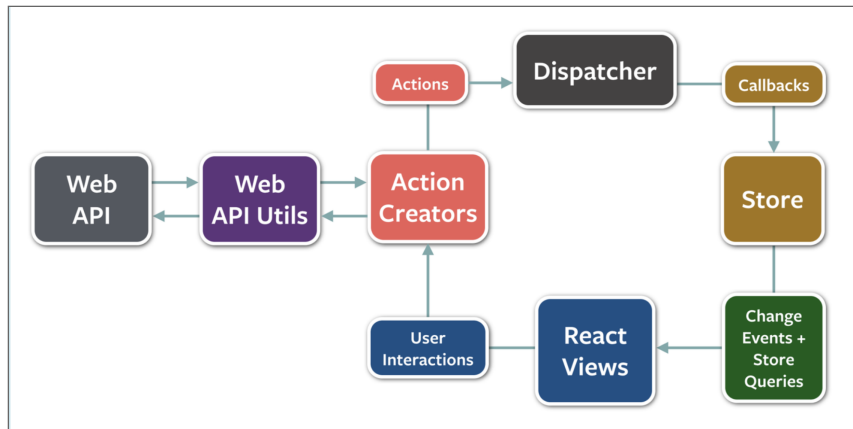 Actions
Dispatcher
Callbacks
Web
API
Web
API Utils
Action
Creators
Store
User
Interactions
React
Views
Change
Events +
Store
Queries